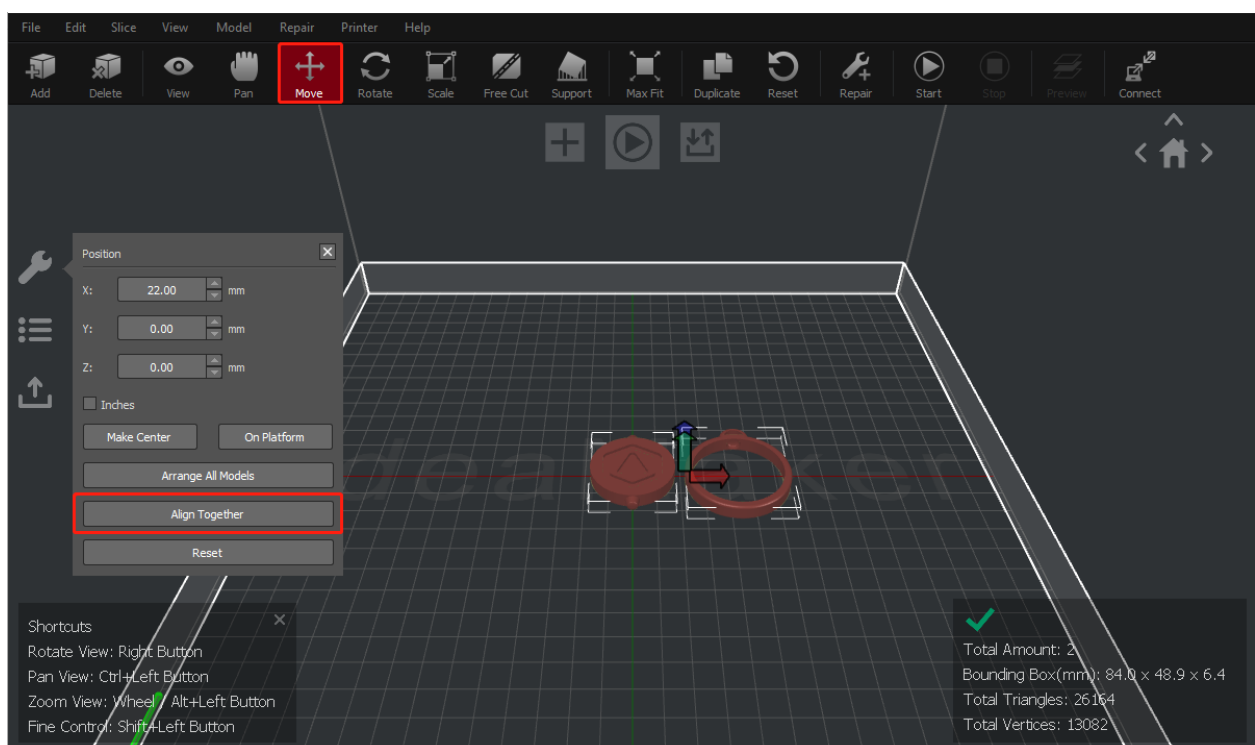 File Edit Slice View Model Repair Printer Help
Add Delete View Pan Move Rotate Scale Free Cut Support Max Fit Duplicate Reset Repair Start Stop Preview Connect
Position
X: 22.00 mm
Y: 0.00 mm
Z: 0.00 mm
Inches
Make Center On Platform
Arrange All Models
Align Together
Reset
Shortcuts
Rotate View: Right Button
Pan View: Ctrl+Left Button
Zoom View: Wheel / Alt+Left Button
Fine Control: Shift+Left Button
Total Amount: 2
Bounding Box(mm): 84.0 × 48.9 × 6.4
Total Triangles: 26164
Total Vertices: 13082